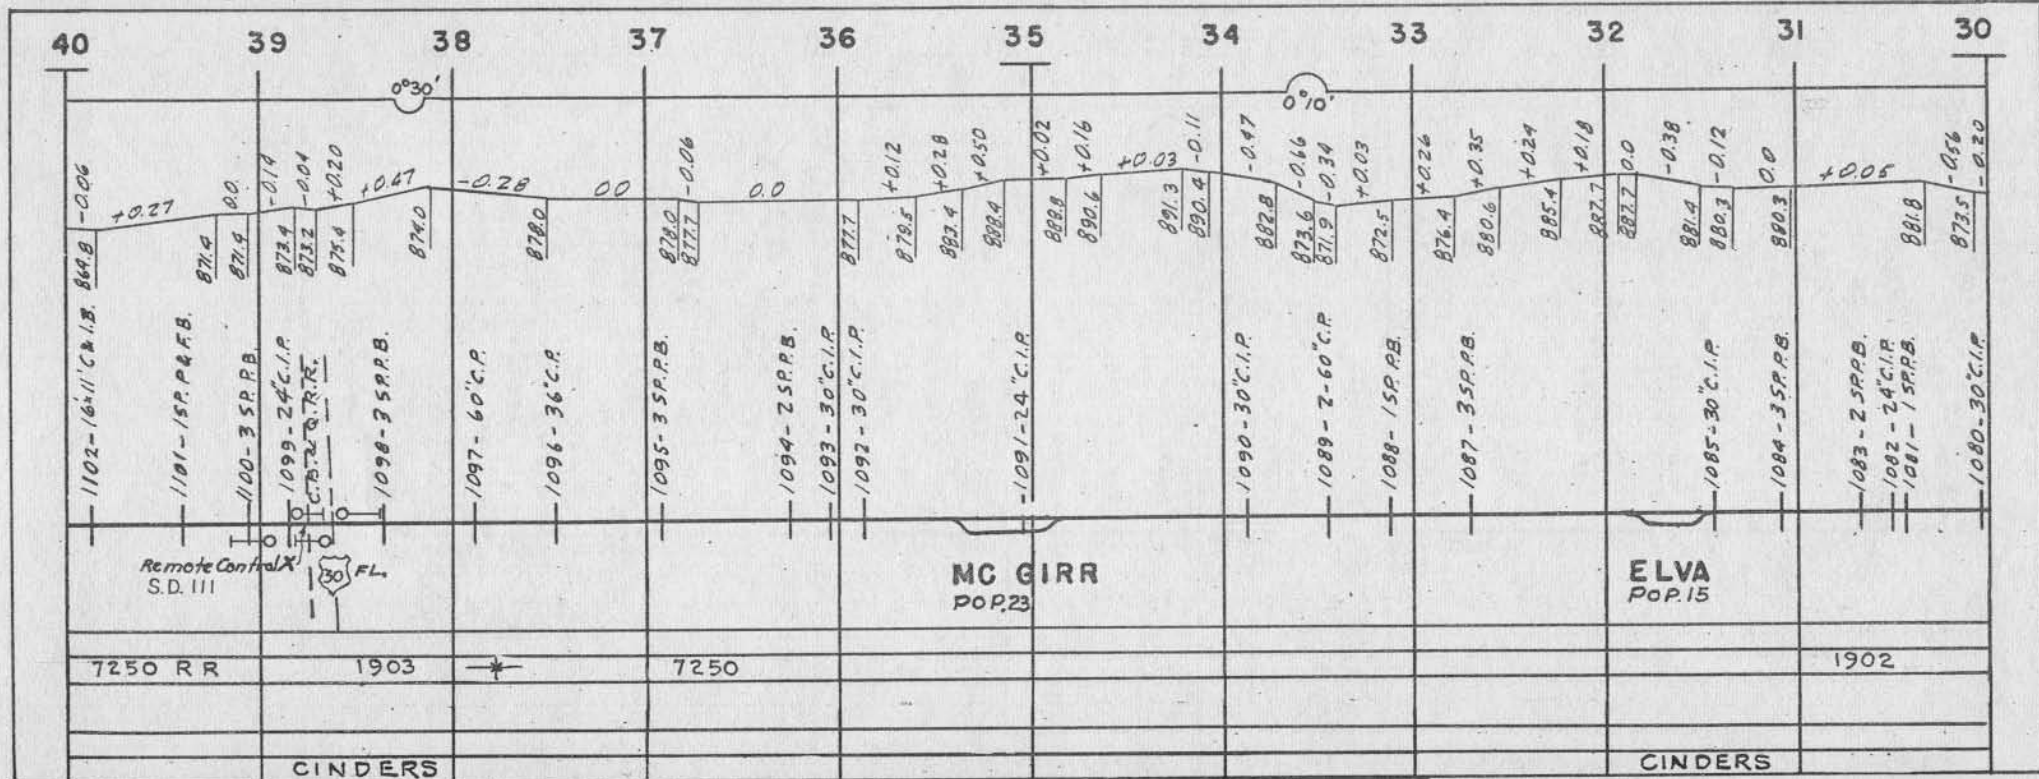 40 39 38 37 36 35 34 33 32 31 30
0°30' 0°10'
-0.06 +0.27 0.0 -0.14 -0.04 +0.20 +0.47 -0.28 0.0 -0.06 0.0 +0.12 +0.28 +0.50 +0.02 +0.16 +0.03 -0.11 -0.47 -0.66 -0.34 +0.03 +0.26 +0.35 +0.24 +0.18 0.0 -0.38 -0.12 0.0 +0.05 -0.56 -0.20
864.8 871.4 871.4 873.4 873.2 875.4 874.0 878.0 878.0 877.7 877.7 879.5 883.4 888.4 888.8 890.6 891.3 890.4 882.8 873.6 871.9 872.5 876.4 880.6 885.4 887.7 887.7 881.4 880.3 880.3 881.8 873.5
1102-16'x11' C. & I.B.
1101-1 SP. P & F.B.
1100-3 SP. P.B.
1099-24"C.I.P.
C.B. & Q. R.R.
1098-3 SP.P.B.
1097-60"C.P.
1096-36"C.P.
1095-3 SP.P.B.
1094-2 SP.P.B.
1093-30"C.I.P.
1092-30"C.I.P.
1091-24"C.I.P.
1090-30"C.I.P.
1089-2-60"C.P.
1088-1 SP. P.B.
1087-3 SP.P.B.
1085-30"C.I.P.
1084-3 SP.P.B.
1083-2 SP.P.B.
1082-24"C.I.P.
1081-1 SP.P.B.
1080-30"C.I.P.
Remote Control X
S.D. III
30 FL.
MC GIRR
POP.23
ELVA
POP.15
7250 RR 1903 7250 1902
CINDERS CINDERS